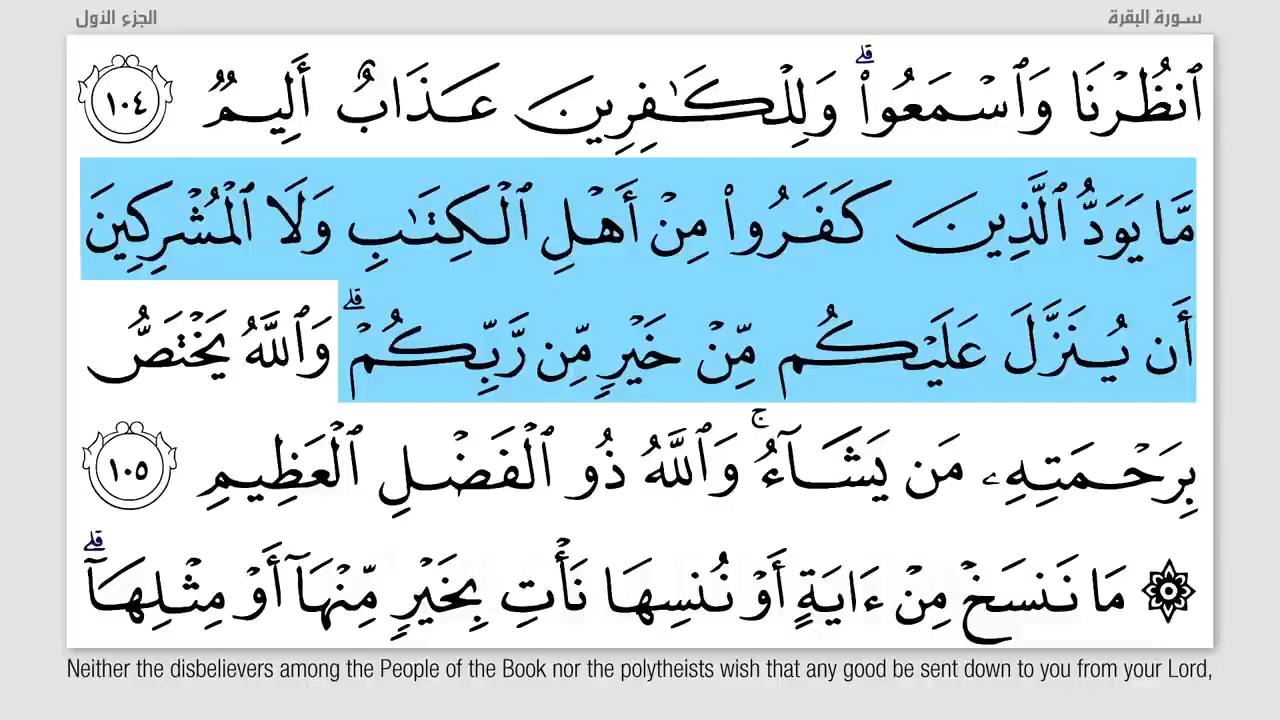 سورة البقرة
الجزء الأول
ٱنظُرْنَا وَٱسْمَعُوا۟ ۗ وَلِلْكَـٰفِرِينَ عَذَابٌ أَلِيمٌ ١٠٤
مَّا يَوَدُّ ٱلَّذِينَ كَفَرُوا۟ مِنْ أَهْلِ ٱلْكِتَـٰبِ وَلَا ٱلْمُشْرِكِينَ
أَن يُنَزَّلَ عَلَيْكُم مِّنْ خَيْرٍ مِّن رَّبِّكُمْ ۗ وَٱللَّهُ يَخْتَصُّ
بِرَحْمَتِهِۦ مَن يَشَآءُ ۚ وَٱللَّهُ ذُو ٱلْفَضْلِ ٱلْعَظِيمِ ١٠٥
۞ مَا نَنسَخْ مِنْ ءَايَةٍ أَوْ نُنسِهَا نَأْتِ بِخَيْرٍ مِّنْهَآ أَوْ مِثْلِهَآ ۗ
Neither the disbelievers among the People of the Book nor the polytheists wish that any good be sent down to you from your Lord,